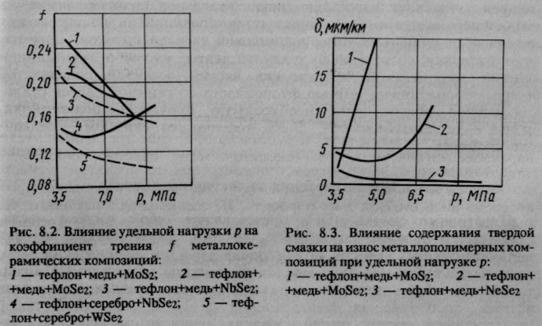 f
1
0,24
2
0,20
3
0,16
4
0,12
5
0,08
3,5 7,0 p, МПа
δ, мкм/км
15
1
10
2
5
3
0
3,5 5,0 6,5 p, МПа
Рис. 8.2. Влияние удельной нагрузки p на
коэффициент трения f металлоке-
рамических композиций:
1 — тефлон+медь+MoS2; 2 — тефлон+
+медь+MoSe2; 3 — тефлон+медь+NbSe2;
4 — тефлон+серебро+NbSe2; 5 — теф-
лон+серебро+WSe2
Рис. 8.3. Влияние содержания твердой
смазки на износ металлополимерных ком-
позиций при удельной нагрузке p:
1 — тефлон+медь+MoS2; 2 — тефлон+
+медь+MoSe2; 3 — тефлон+медь+NeSe2